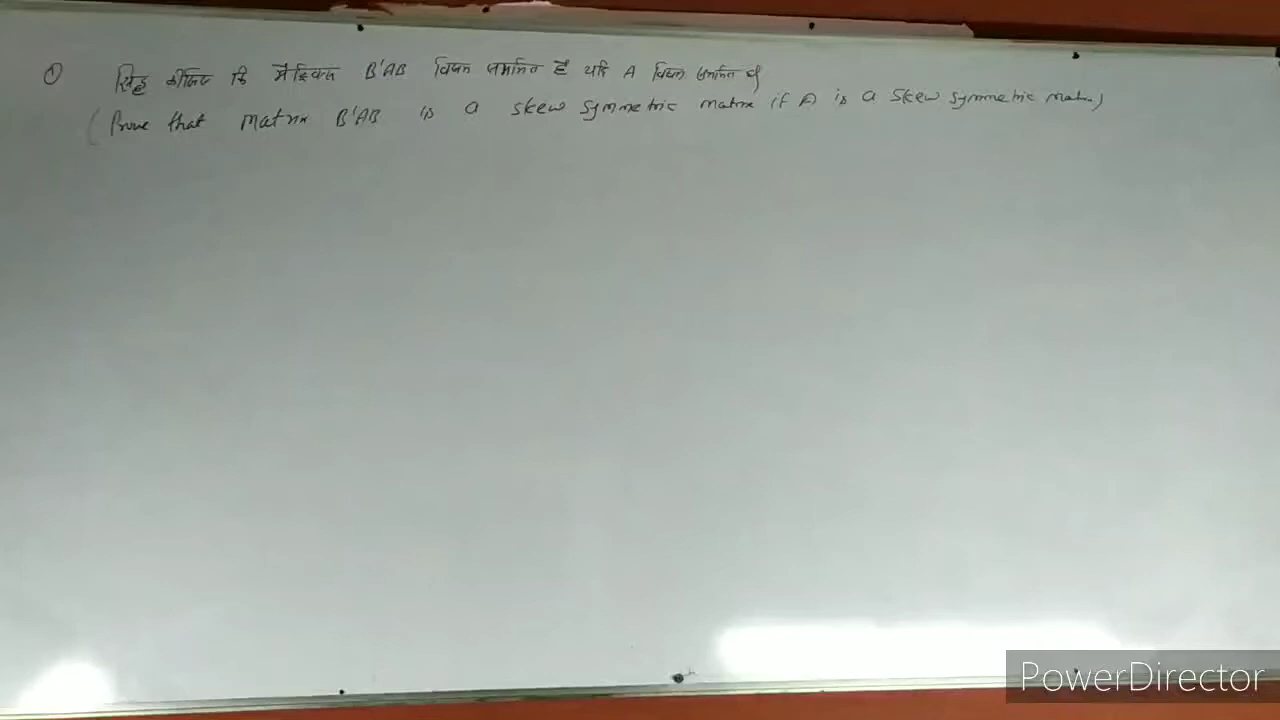 ① सिद्ध कीजिए कि मैट्रिक्स B'AB विषम सममित है यदि A विषम सममित है
(Prove that matrix B'AB is a skew symmetric matrix if A is a skew symmetric matrix)
PowerDirector